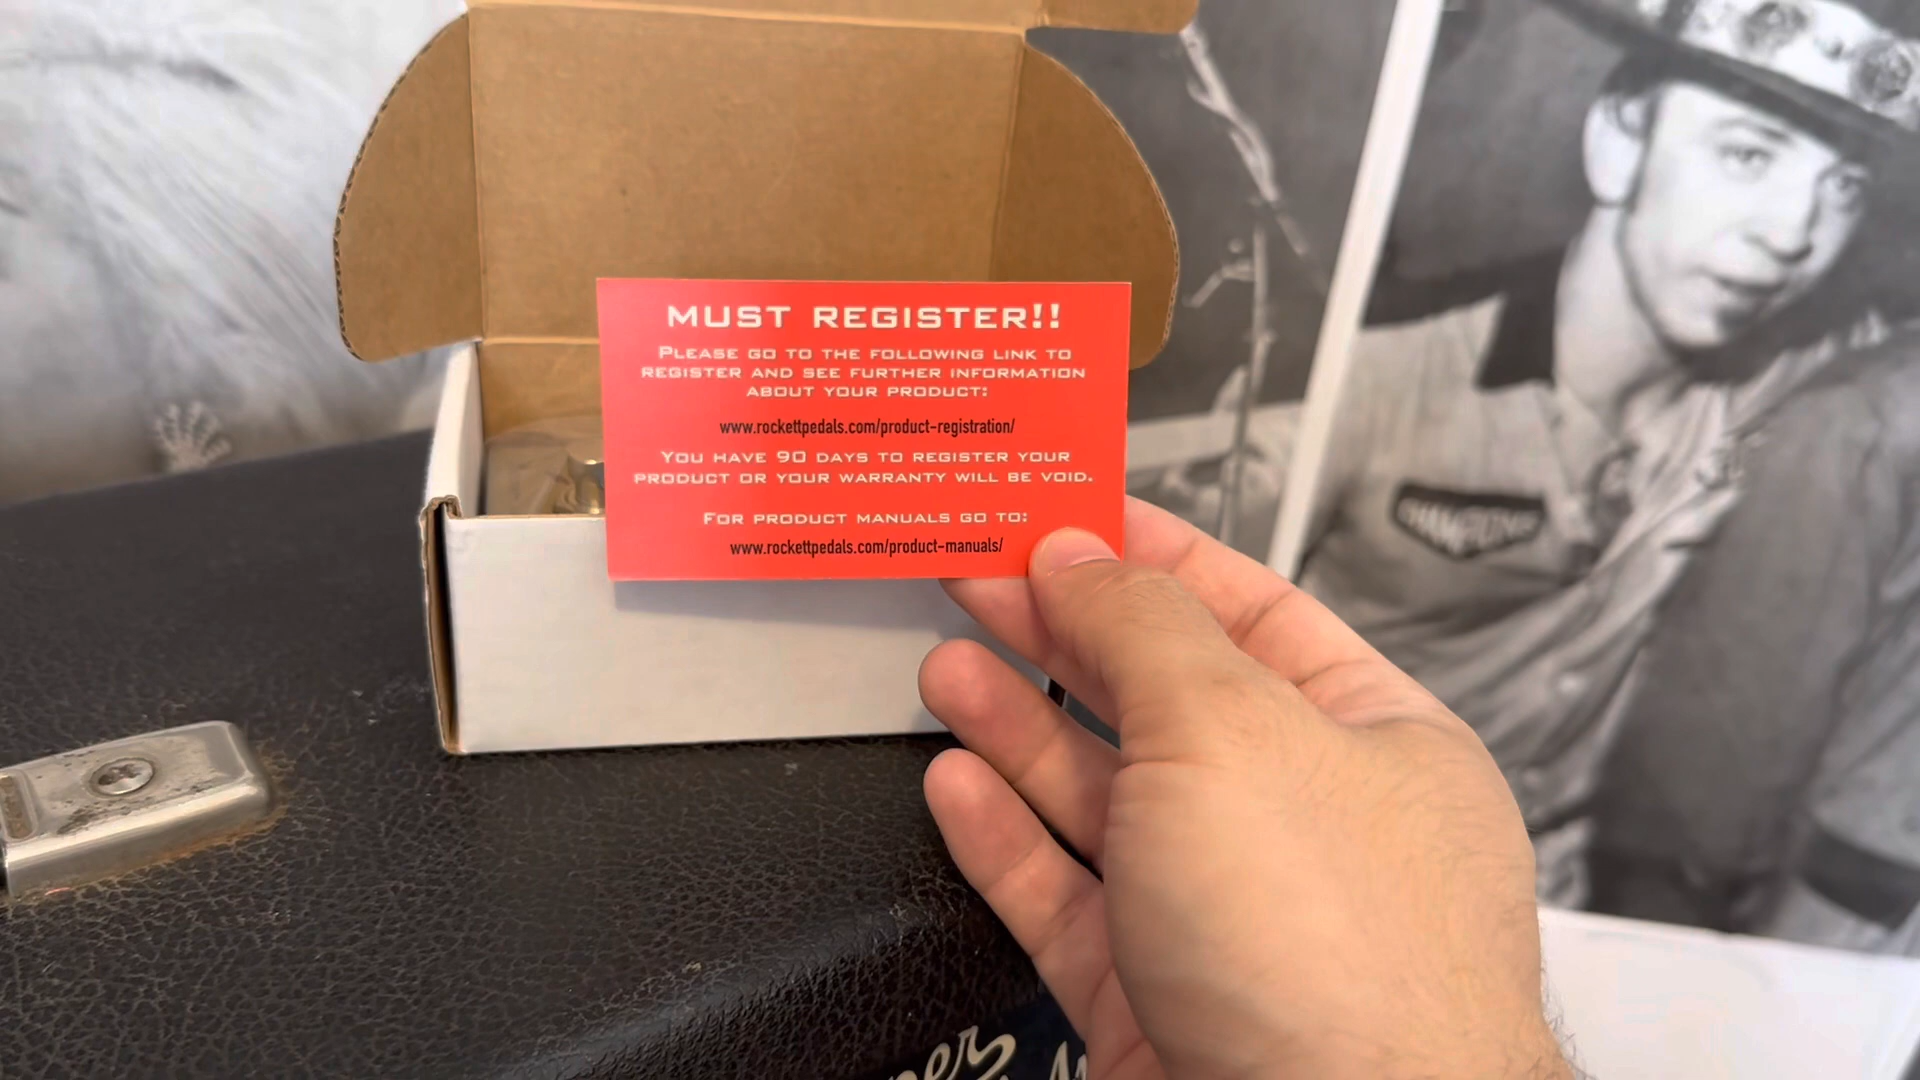 MUST REGISTER!!
PLEASE GO TO THE FOLLOWING LINK TO
REGISTER AND SEE FURTHER INFORMATION
ABOUT YOUR PRODUCT:
www.rockettpedals.com/product-registration/
YOU HAVE 90 DAYS TO REGISTER YOUR
PRODUCT OR YOUR WARRANTY WILL BE VOID.
FOR PRODUCT MANUALS GO TO:
www.rockettpedals.com/product-manuals/
CHAMPIONS